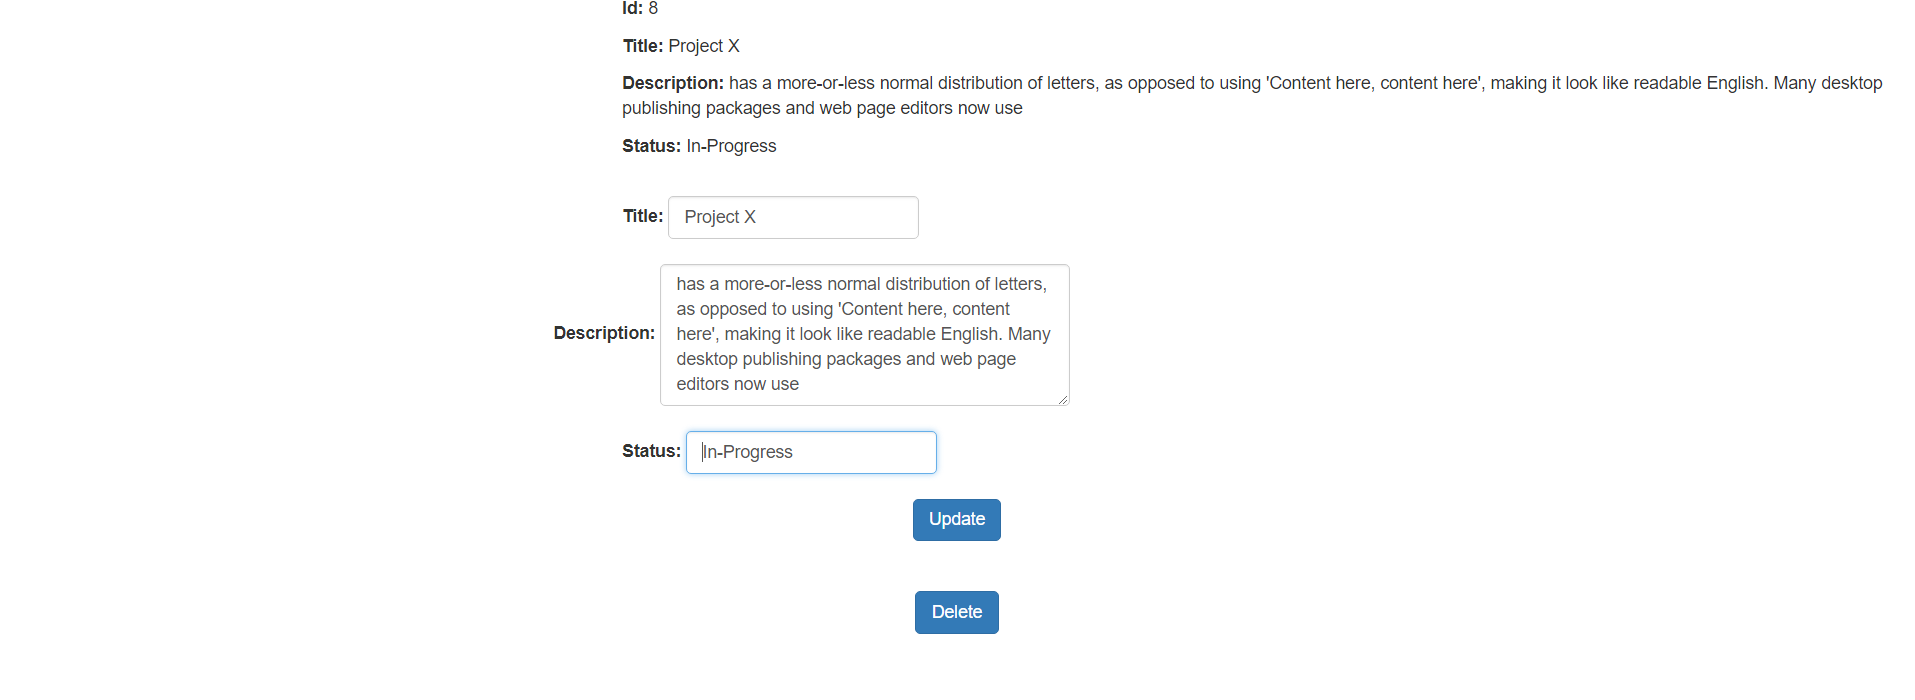 Id: 8
Title: Project X
Description: has a more-or-less normal distribution of letters, as opposed to using 'Content here, content here', making it look like readable English. Many desktop
publishing packages and web page editors now use
Status: In-Progress
Title: Project X
has a more-or-less normal distribution of letters,
as opposed to using 'Content here, content
Description: here', making it look like readable English. Many
desktop publishing packages and web page
editors now use
Status: In-Progress
Update
Delete